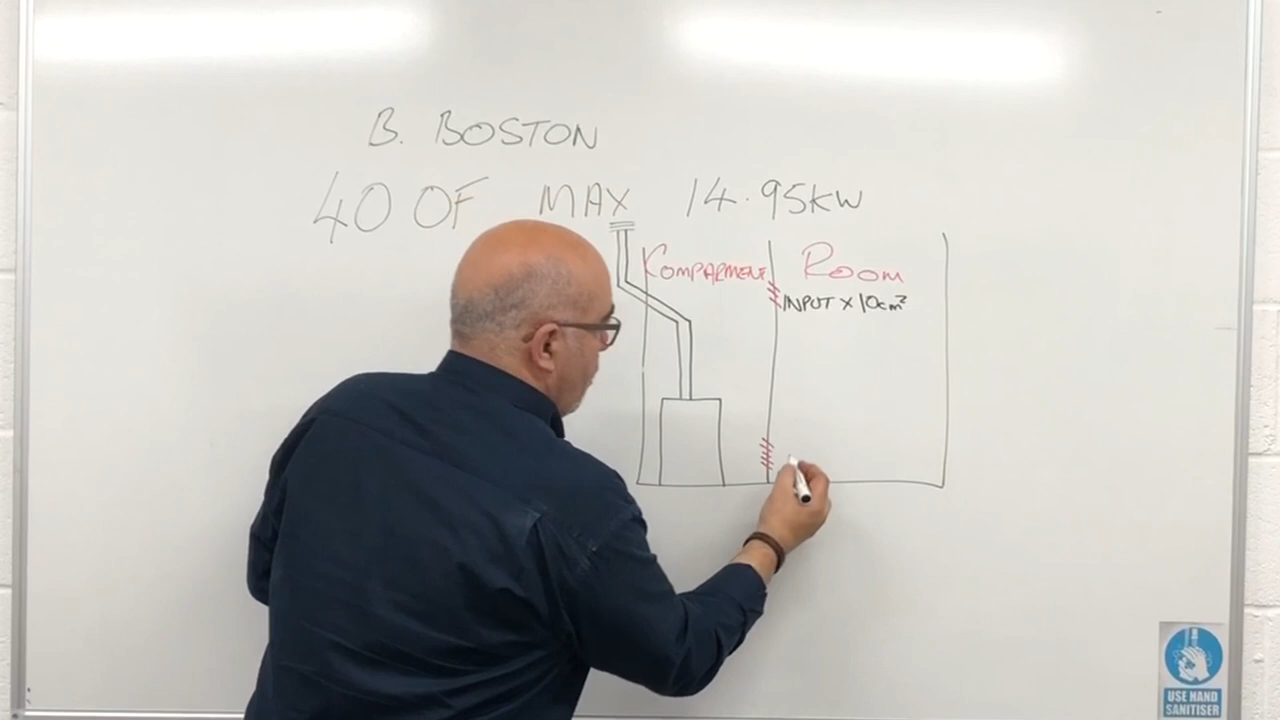 B. BOSTON
40 OF MAX 14.95KW
KOMPARMENT ROOM
INPUT X 10cm²
USE HAND
SANITISER